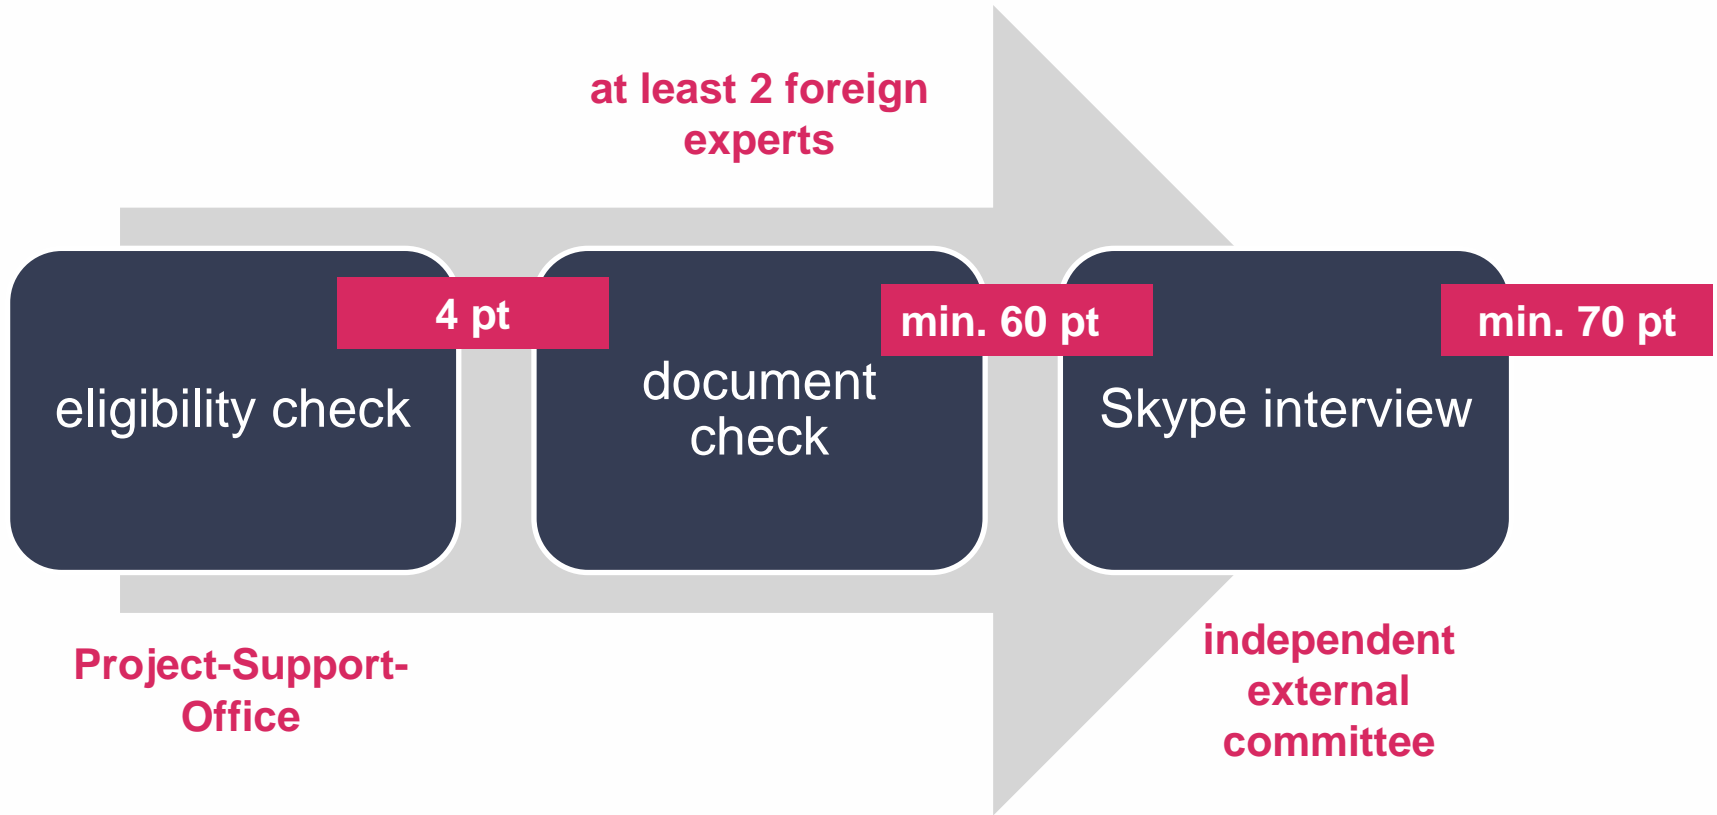 at least 2 foreign
experts
4 pt
eligibility check
Project-Support-
Office
min. 60 pt
document
check
min. 70 pt
Skype interview
independent
external
committee